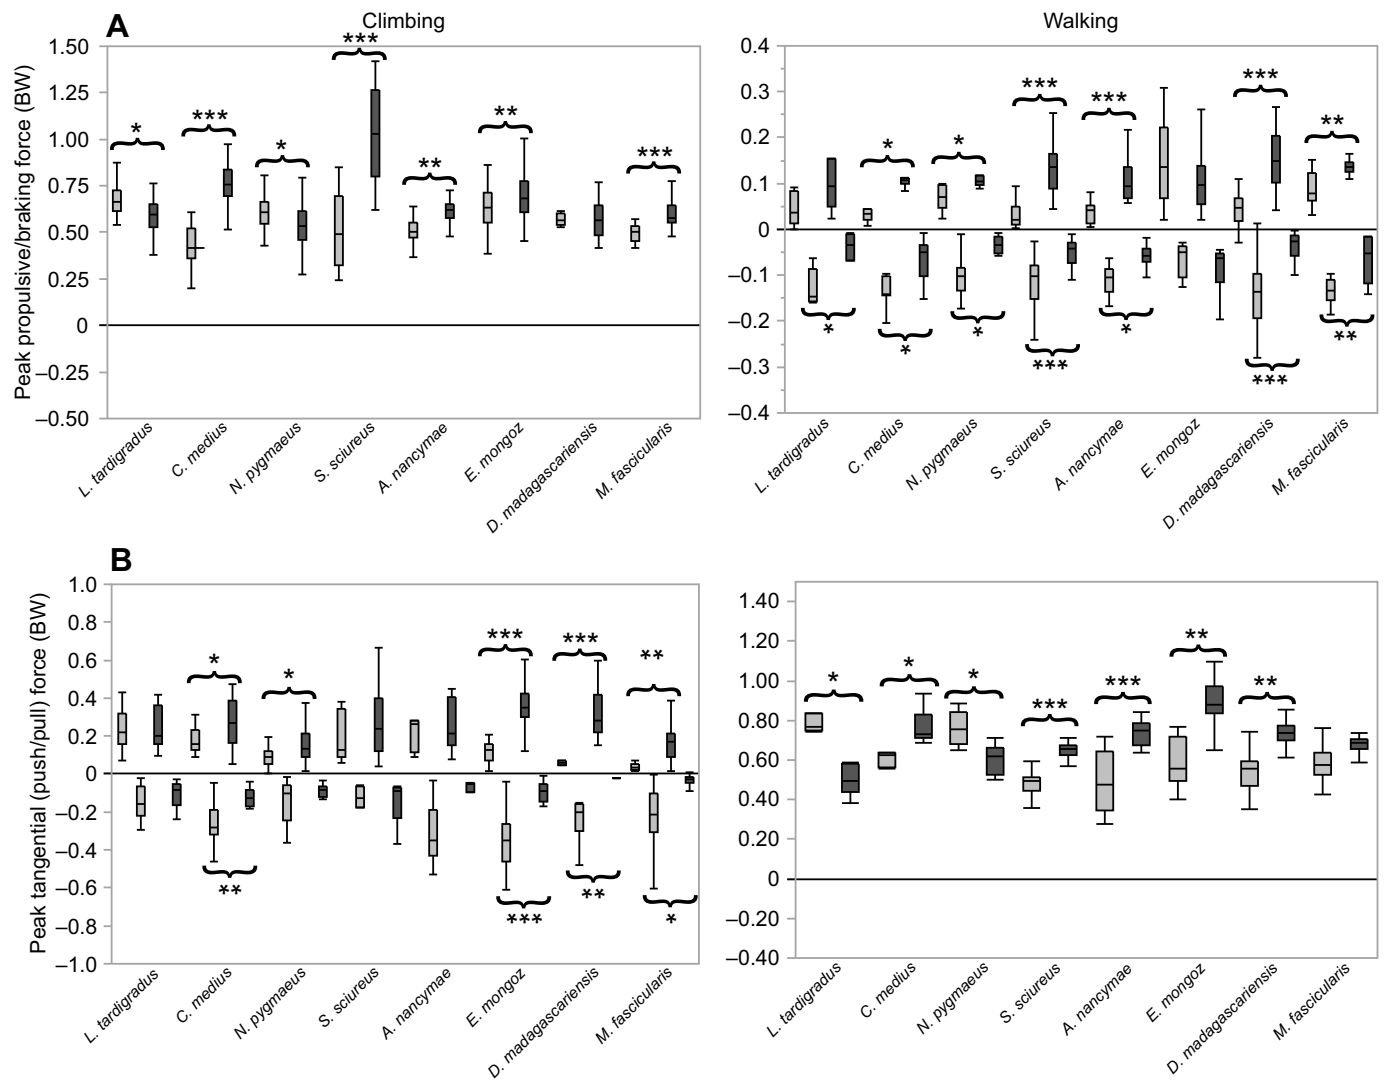 A
Climbing
Walking
Peak propulsive/braking force (BW)
1.50
1.25
1.00
0.75
0.50
0.25
0
–0.25
–0.50
* *** * *** ** ** ***
L. tardigradus
C. medius
N. pygmaeus
S. sciureus
A. nancymae
E. mongoz
D. madagascariensis
M. fascicularis
0.4
0.3
0.2
0.1
0
–0.1
–0.2
–0.3
–0.4
* * *** *** *** **
* * * *** * *** **
L. tardigradus
C. medius
N. pygmaeus
S. sciureus
A. nancymae
E. mongoz
D. madagascariensis
M. fascicularis
B
Peak tangential (push/pull) force (BW)
1.0
0.8
0.6
0.4
0.2
0
–0.2
–0.4
–0.6
–0.8
–1.0
* * *** *** **
** *** ** *
L. tardigradus
C. medius
N. pygmaeus
S. sciureus
A. nancymae
E. mongoz
D. madagascariensis
M. fascicularis
1.40
1.20
1.00
0.80
0.60
0.40
0.20
0
–0.20
–0.40
* * * *** *** ** **
L. tardigradus
C. medius
N. pygmaeus
S. sciureus
A. nancymae
E. mongoz
D. madagascariensis
M. fascicularis